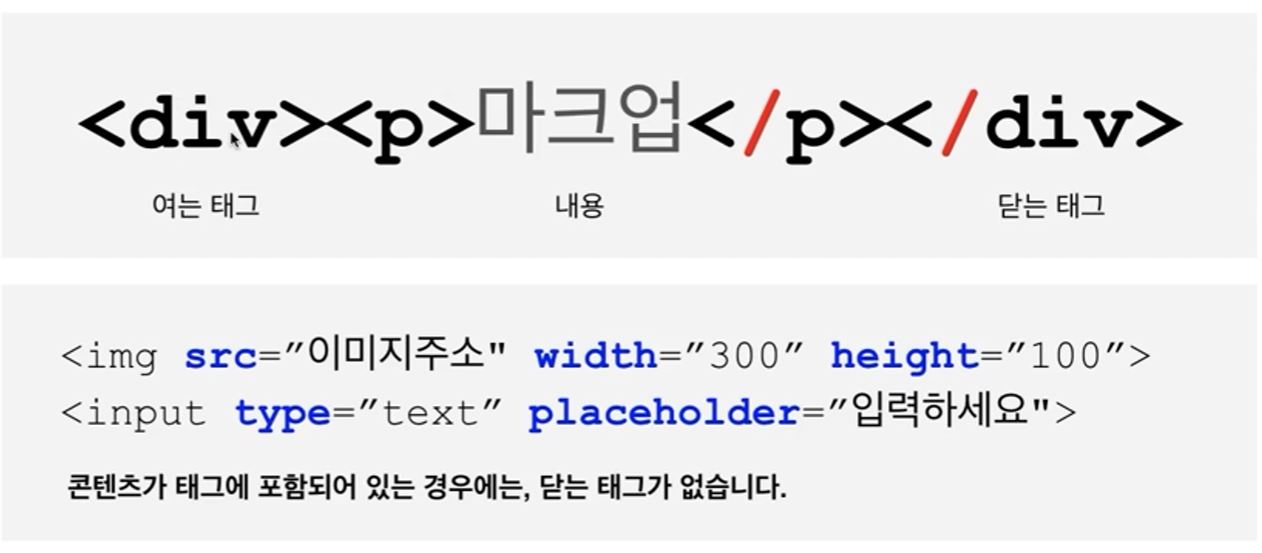 <div><p>마크업</p></div>
여는 태그 내용 닫는 태그
<img src=”이미지주소" width=”300” height=”100”>
<input type=”text” placeholder=”입력하세요">
콘텐츠가 태그에 포함되어 있는 경우에는, 닫는 태그가 없습니다.